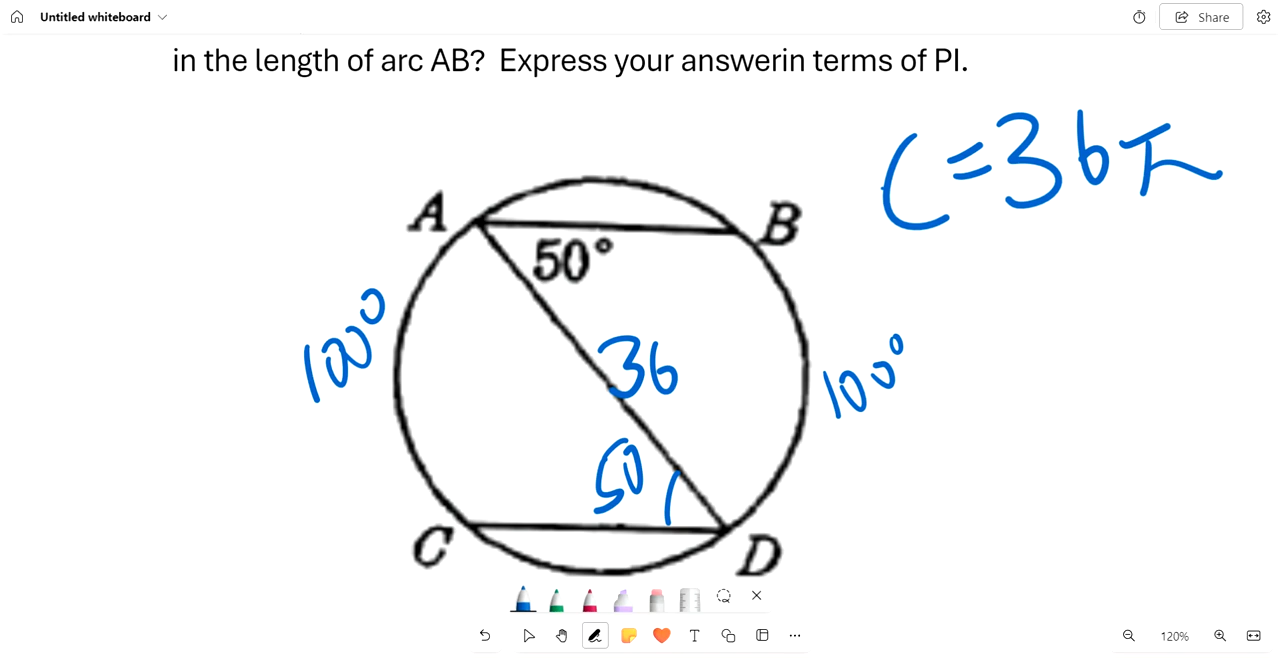 Untitled whiteboard
Share
in the length of arc AB? Express your answerin terms of PI.
C=36π
A
B
50°
100°
36
100°
50
C
D
T
120%